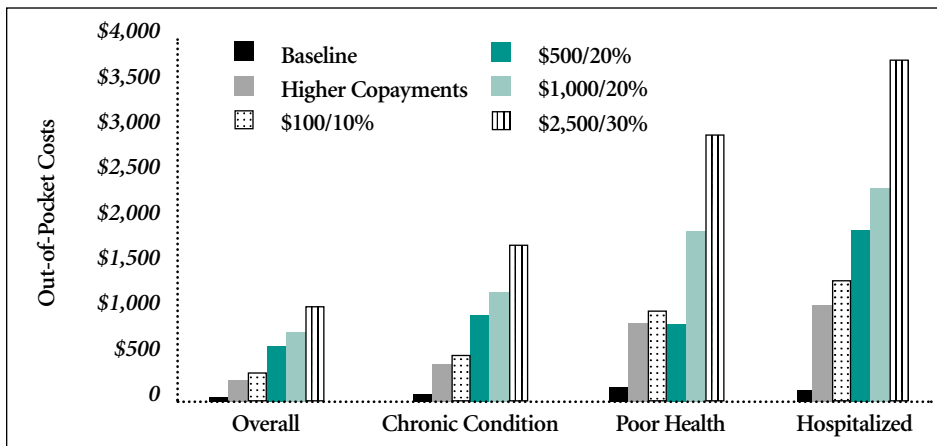 Out-of-Pocket Costs
$4,000
$3,500
$3,000
$2,500
$2,000
$1,500
$1,000
$500
0
Baseline
Higher Copayments
$100/10%
$500/20%
$1,000/20%
$2,500/30%
Overall
Chronic Condition
Poor Health
Hospitalized